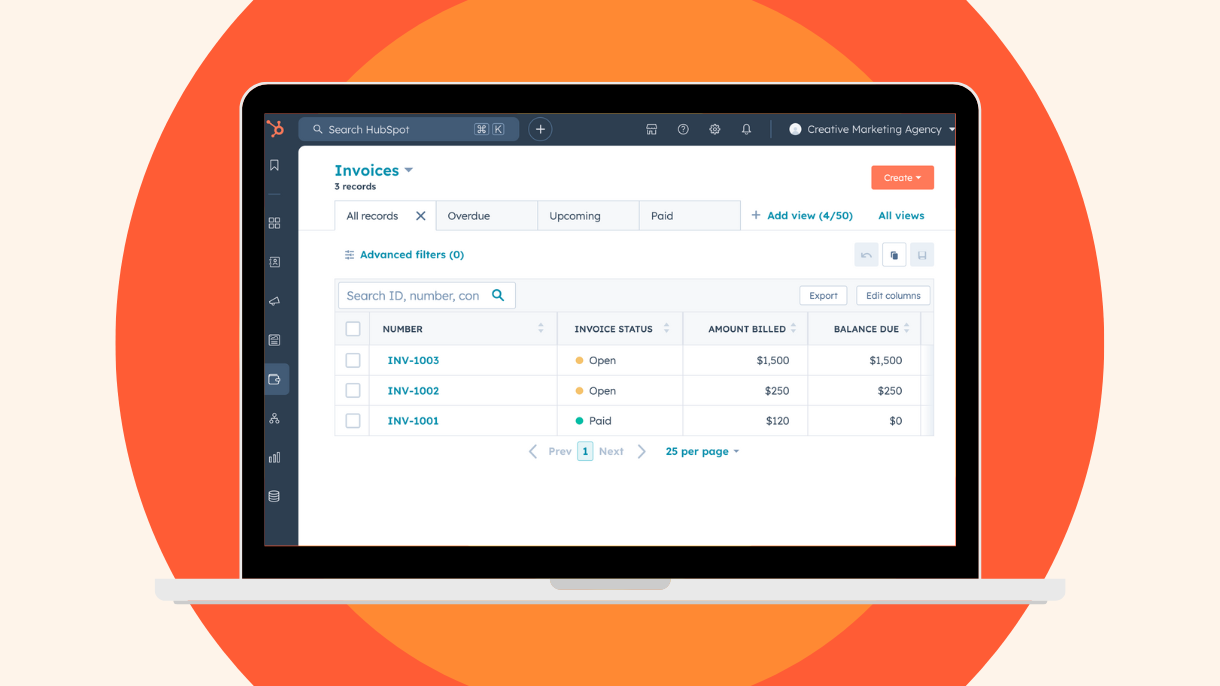 Search HubSpot ⌘ K
Creative Marketing Agency
Invoices
3 records
Create
All records
Overdue
Upcoming
Paid
+ Add view (4/50)
All views
Advanced filters (0)
Search ID, number, con
Export
Edit columns
NUMBER INVOICE STATUS AMOUNT BILLED BALANCE DUE
INV-1003 Open $1,500 $1,500
INV-1002 Open $250 $250
INV-1001 Paid $120 $0
Prev 1 Next 25 per page